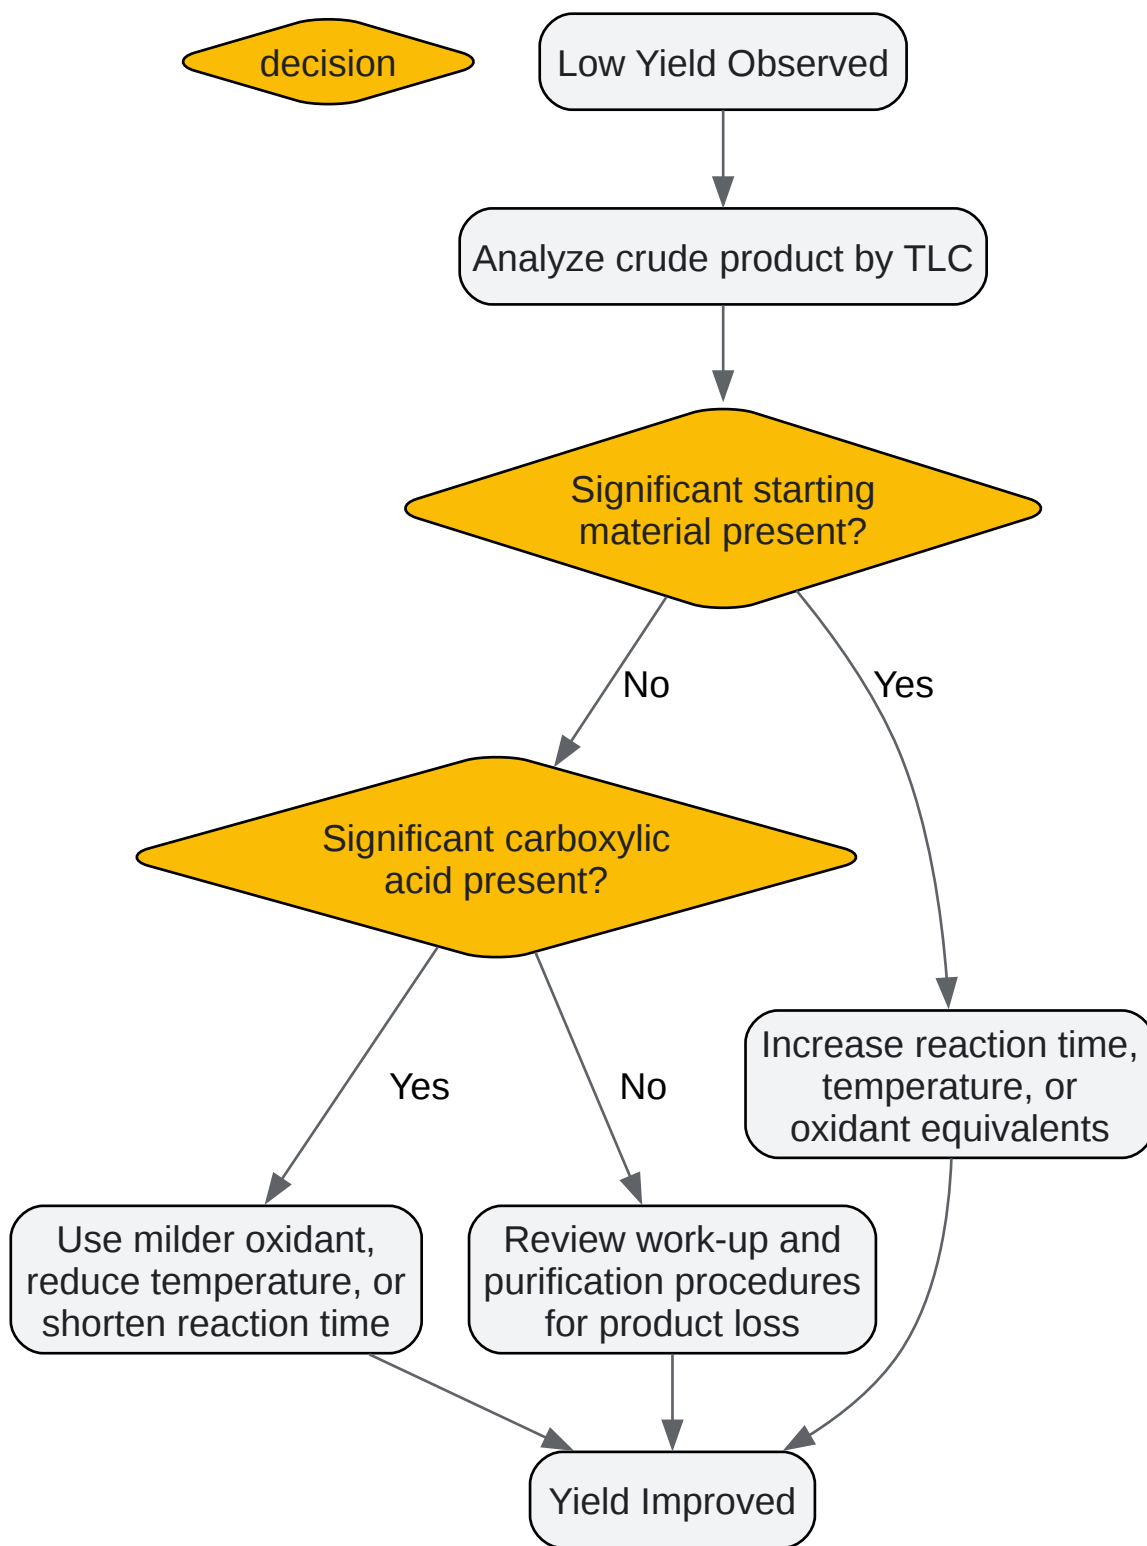 decision
Low Yield Observed
Analyze crude product by TLC
Significant starting
material present?
No
Yes
Significant carboxylic
acid present?
Yes
No
Increase reaction time,
temperature, or
oxidant equivalents
Use milder oxidant,
reduce temperature, or
shorten reaction time
Review work-up and
purification procedures
for product loss
Yield Improved